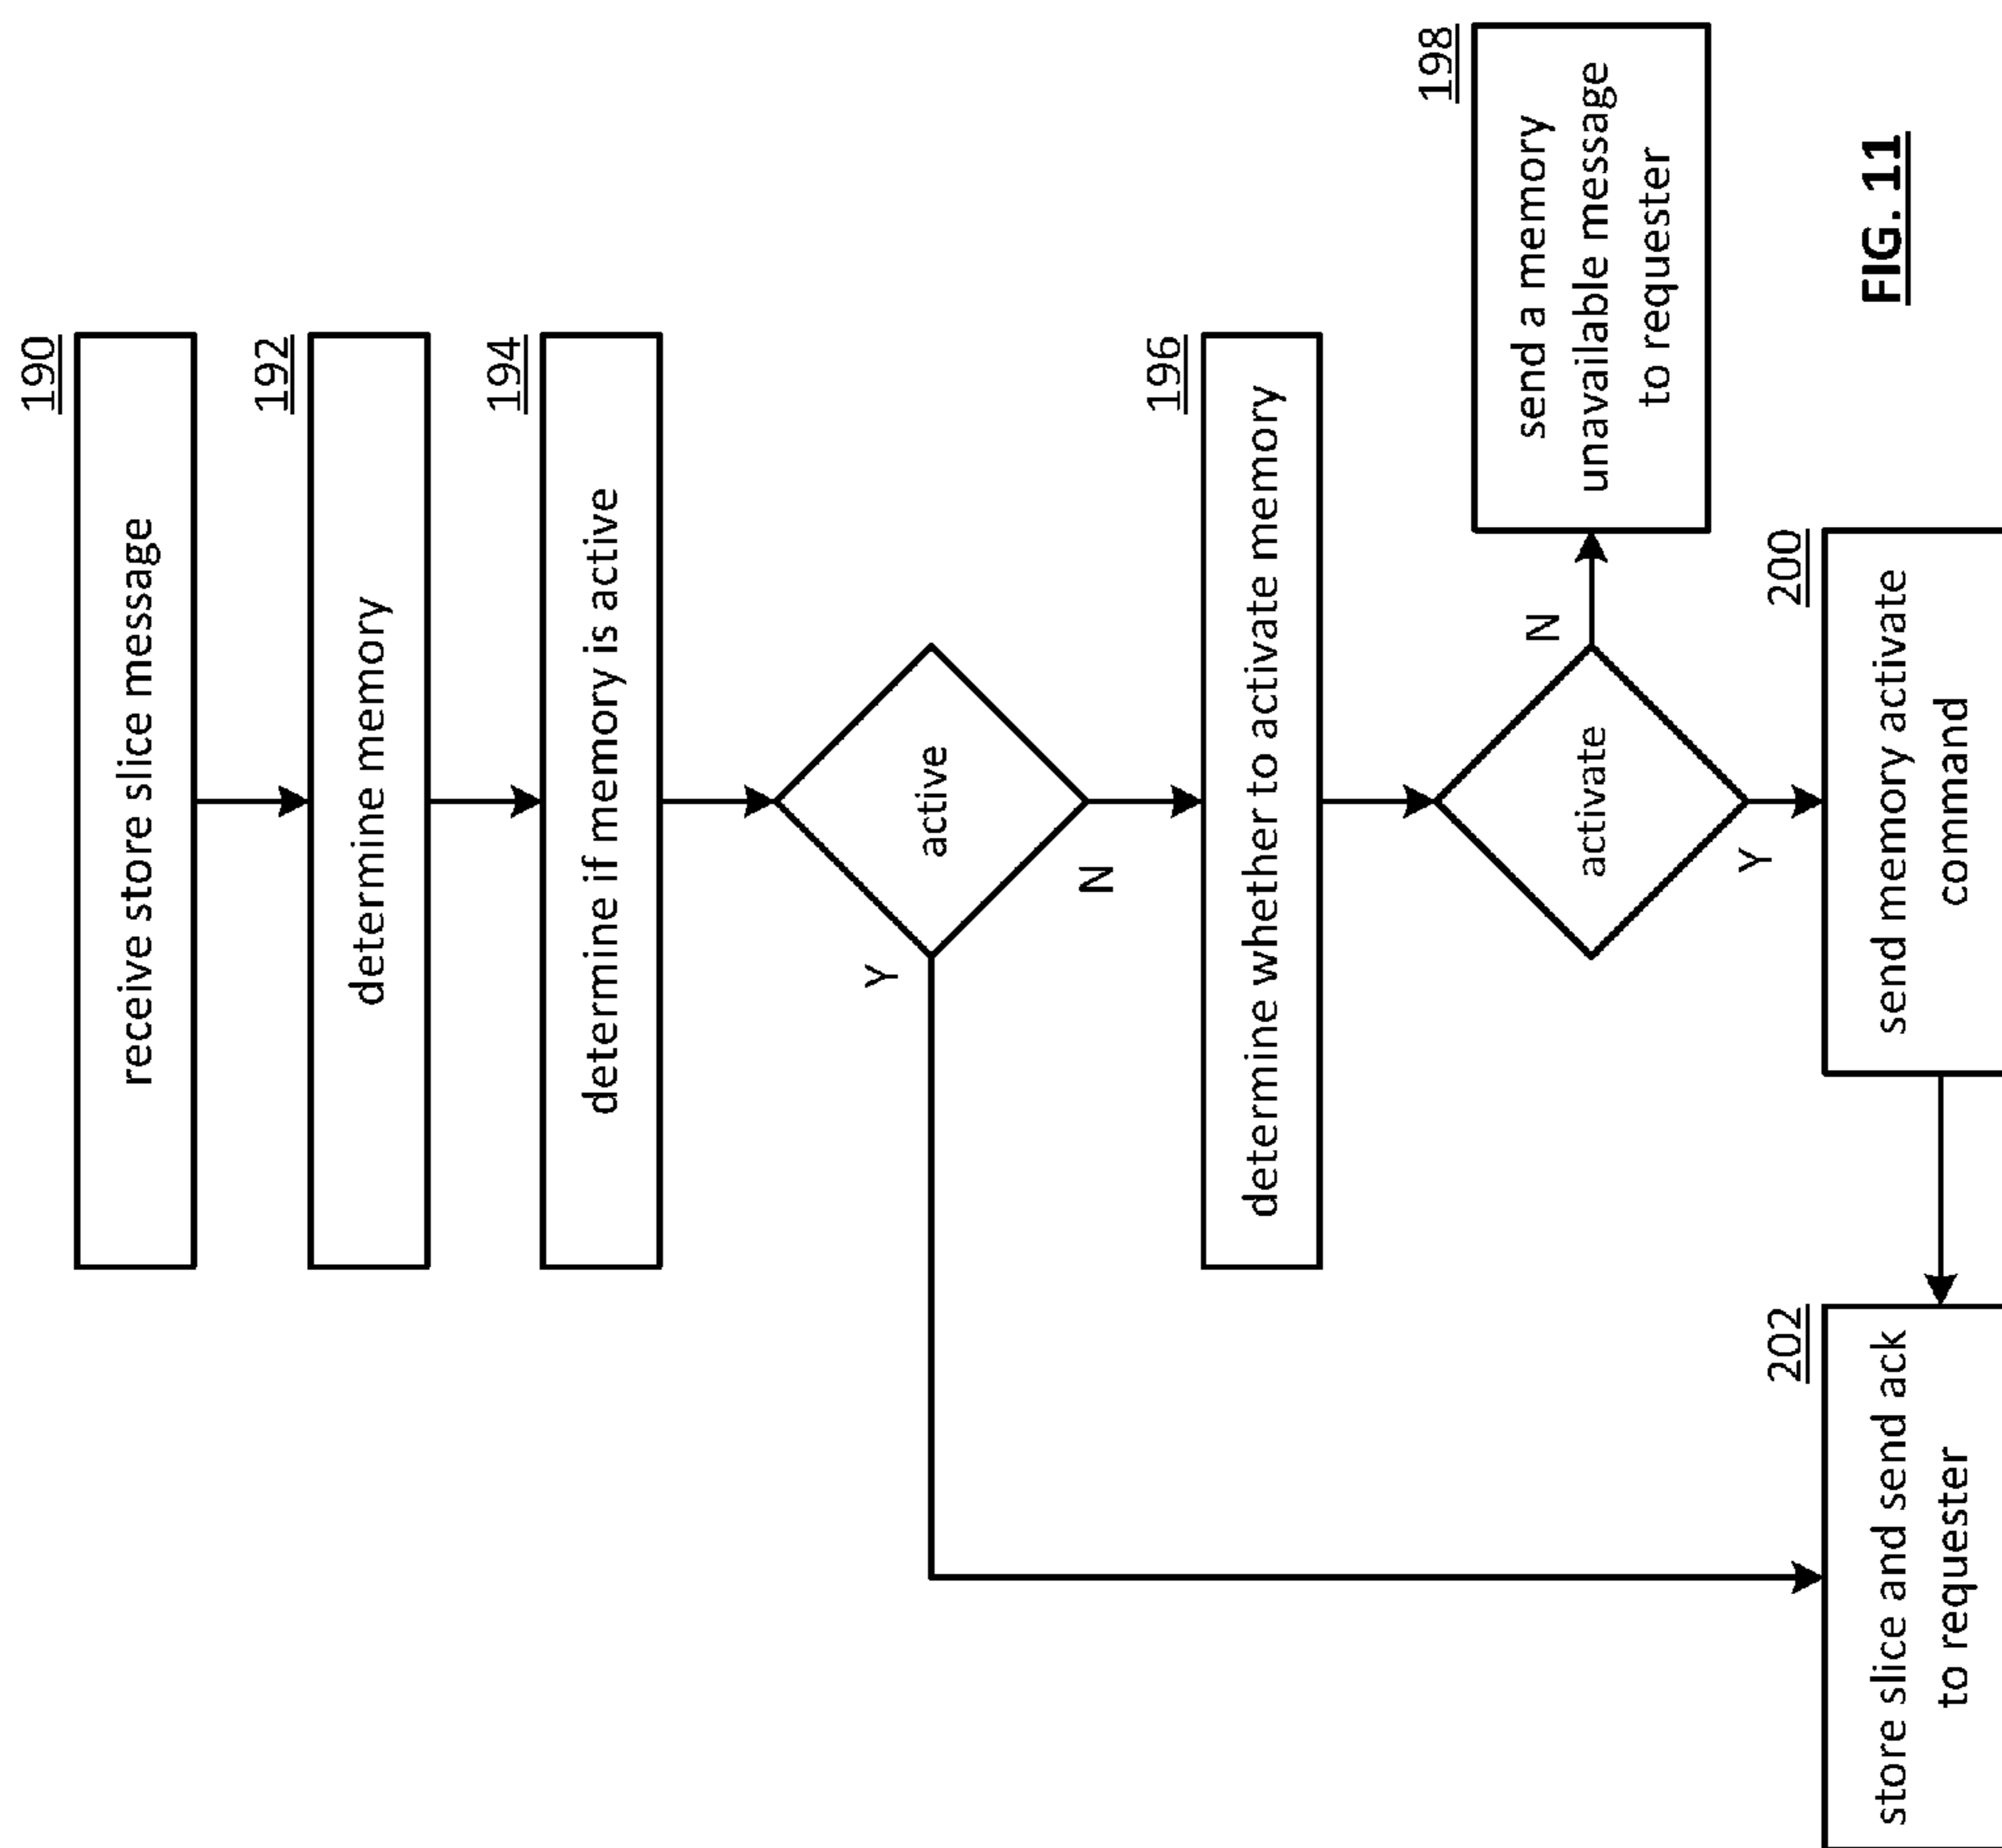 190
receive store slice message
192
determine memory
194
determine if memory is active
active
Y
N
196
determine whether to activate memory
activate
N
Y
198
send a memory
unavailable message
to requester
200
send memory activate
command
202
store slice and send ack
to requester
FIG. 11